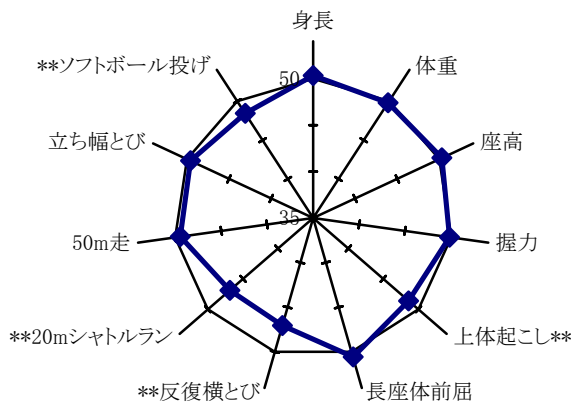 身長
体重
座高
握力
上体起こし**
長座体前屈
**反復横とび
**20mシャトルラン
50m走
立ち幅とび
**ソフトボール投げ
50
35